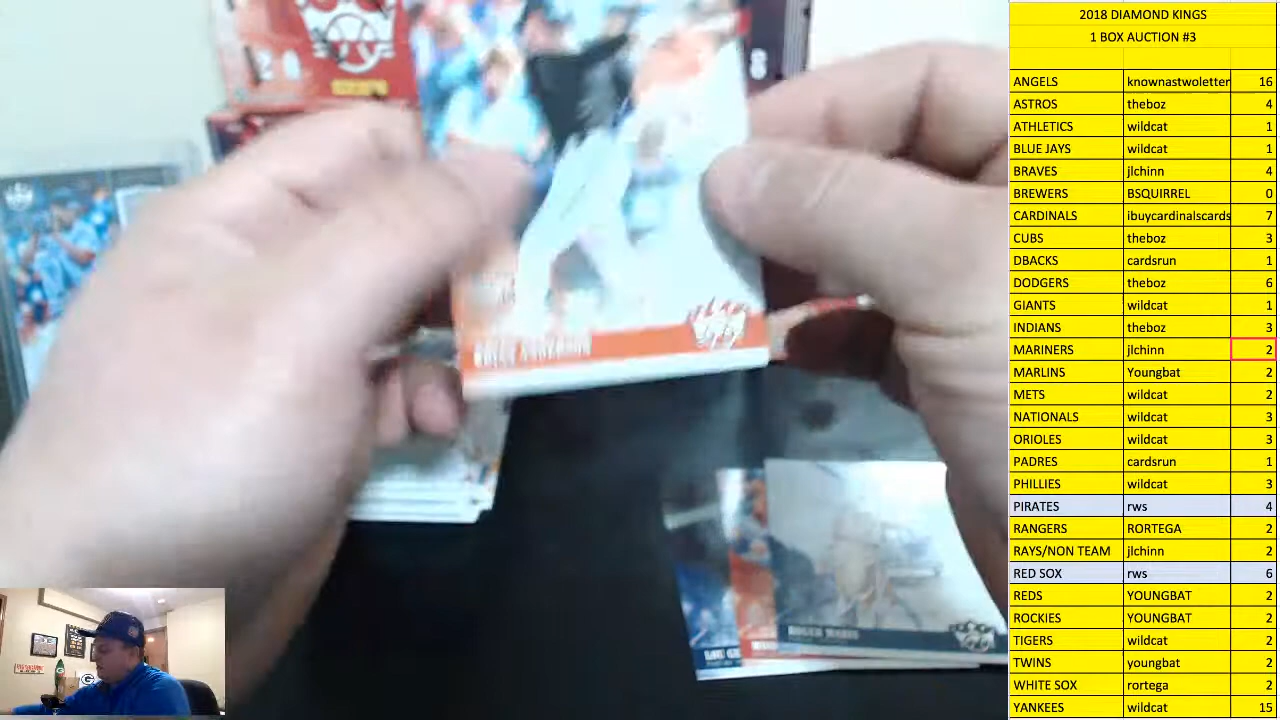 2018 DIAMOND KINGS
1 BOX AUCTION #3
ANGELS knownastwoletter 16
ASTROS theboz 4
ATHLETICS wildcat 1
BLUE JAYS wildcat 1
BRAVES jlchinn 4
BREWERS BSQUIRREL 0
CARDINALS ibuycardinalscards 7
CUBS theboz 3
DBACKS cardsrun 1
DODGERS theboz 6
GIANTS wildcat 1
INDIANS theboz 3
MARINERS jlchinn 2
MARLINS Youngbat 2
METS wildcat 2
NATIONALS wildcat 3
ORIOLES wildcat 3
PADRES cardsrun 1
PHILLIES wildcat 3
PIRATES rws 4
RANGERS RORTEGA 2
RAYS/NON TEAM jlchinn 2
RED SOX rws 6
REDS YOUNGBAT 2
ROCKIES YOUNGBAT 2
TIGERS wildcat 2
TWINS youngbat 2
WHITE SOX rortega 2
YANKEES wildcat 15
ROGER MARIS
LOU